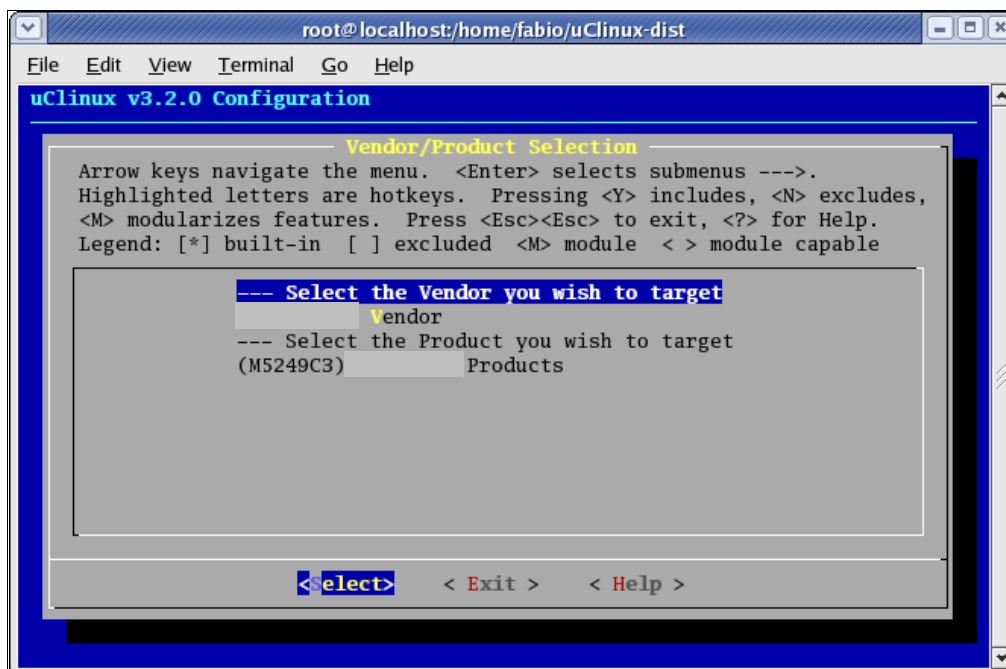 root@localhost:/home/fabio/uClinux-dist
File Edit View Terminal Go Help
uClinux v3.2.0 Configuration
Vendor/Product Selection
Arrow keys navigate the menu. <Enter> selects submenus --->.
Highlighted letters are hotkeys. Pressing <Y> includes, <N> excludes,
<M> modularizes features. Press <Esc><Esc> to exit, <?> for Help.
Legend: [*] built-in [ ] excluded <M> module < > module capable
--- Select the Vendor you wish to target
Vendor
--- Select the Product you wish to target
(M5249C3) Products
<Select> < Exit > < Help >